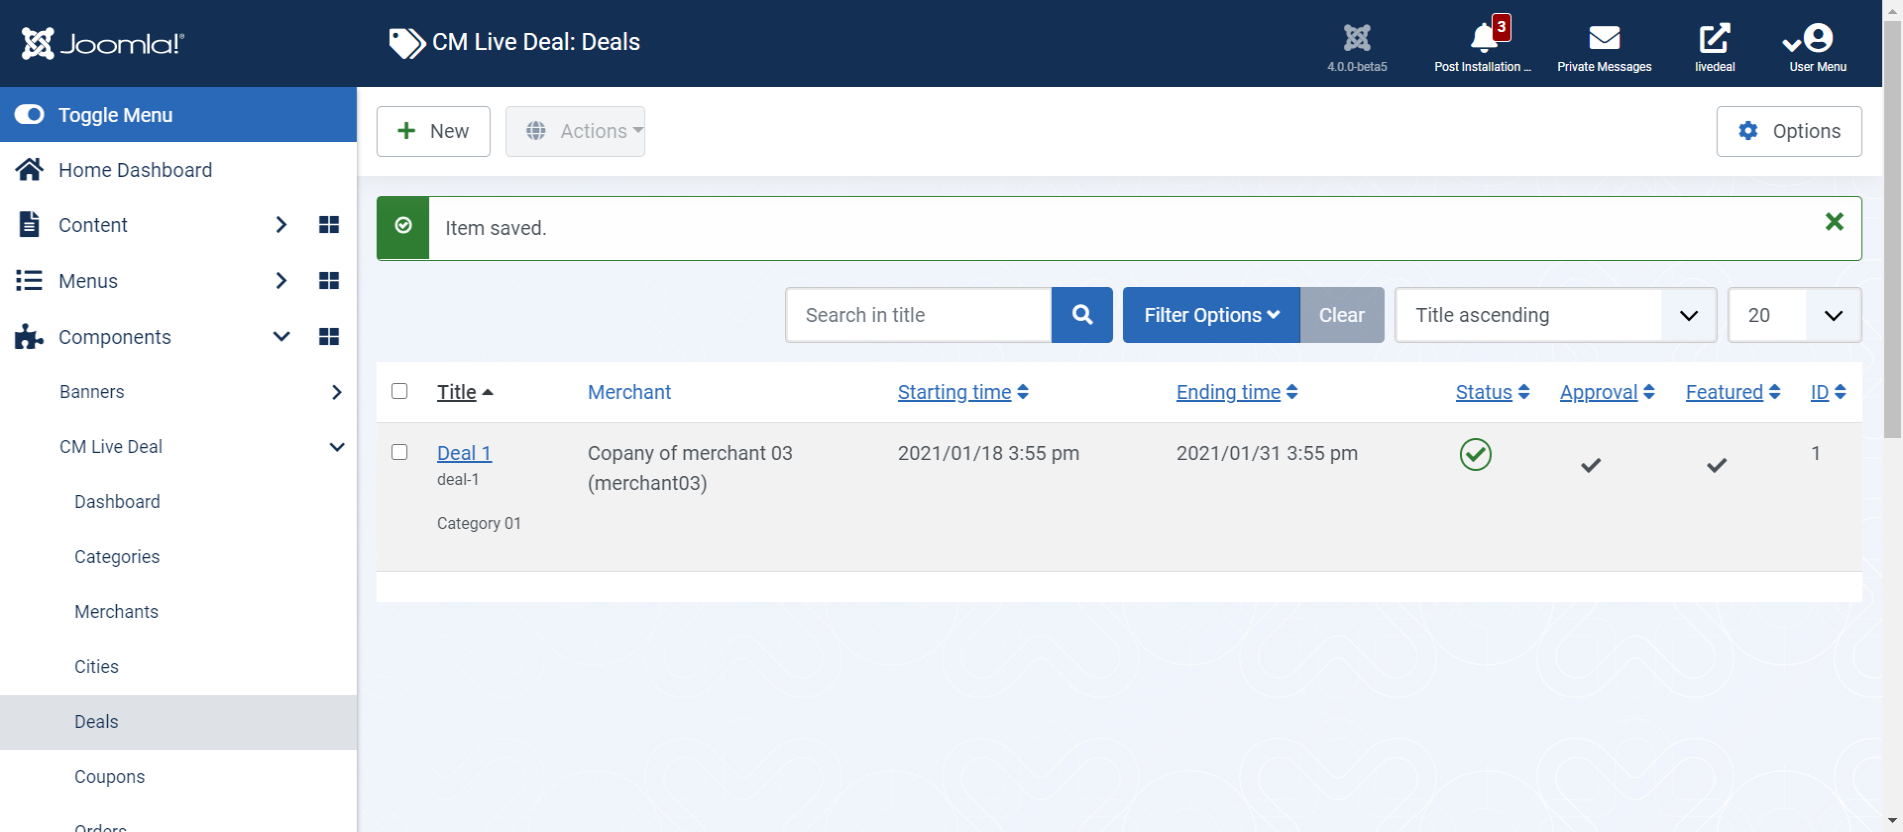 Joomla!
CM Live Deal: Deals
4.0.0-beta5
3
Post Installation ...
Private Messages
livedeal
User Menu
Toggle Menu
New
Actions
Options
Home Dashboard
Content
Menus
Components
Banners
CM Live Deal
Dashboard
Categories
Merchants
Cities
Deals
Coupons
Orders
Item saved.
Search in title
Filter Options
Clear
Title ascending
20
Title Merchant Starting time Ending time Status Approval Featured ID
Deal 1 Copany of merchant 03 2021/01/18 3:55 pm 2021/01/31 3:55 pm 1
deal-1 (merchant03)
Category 01